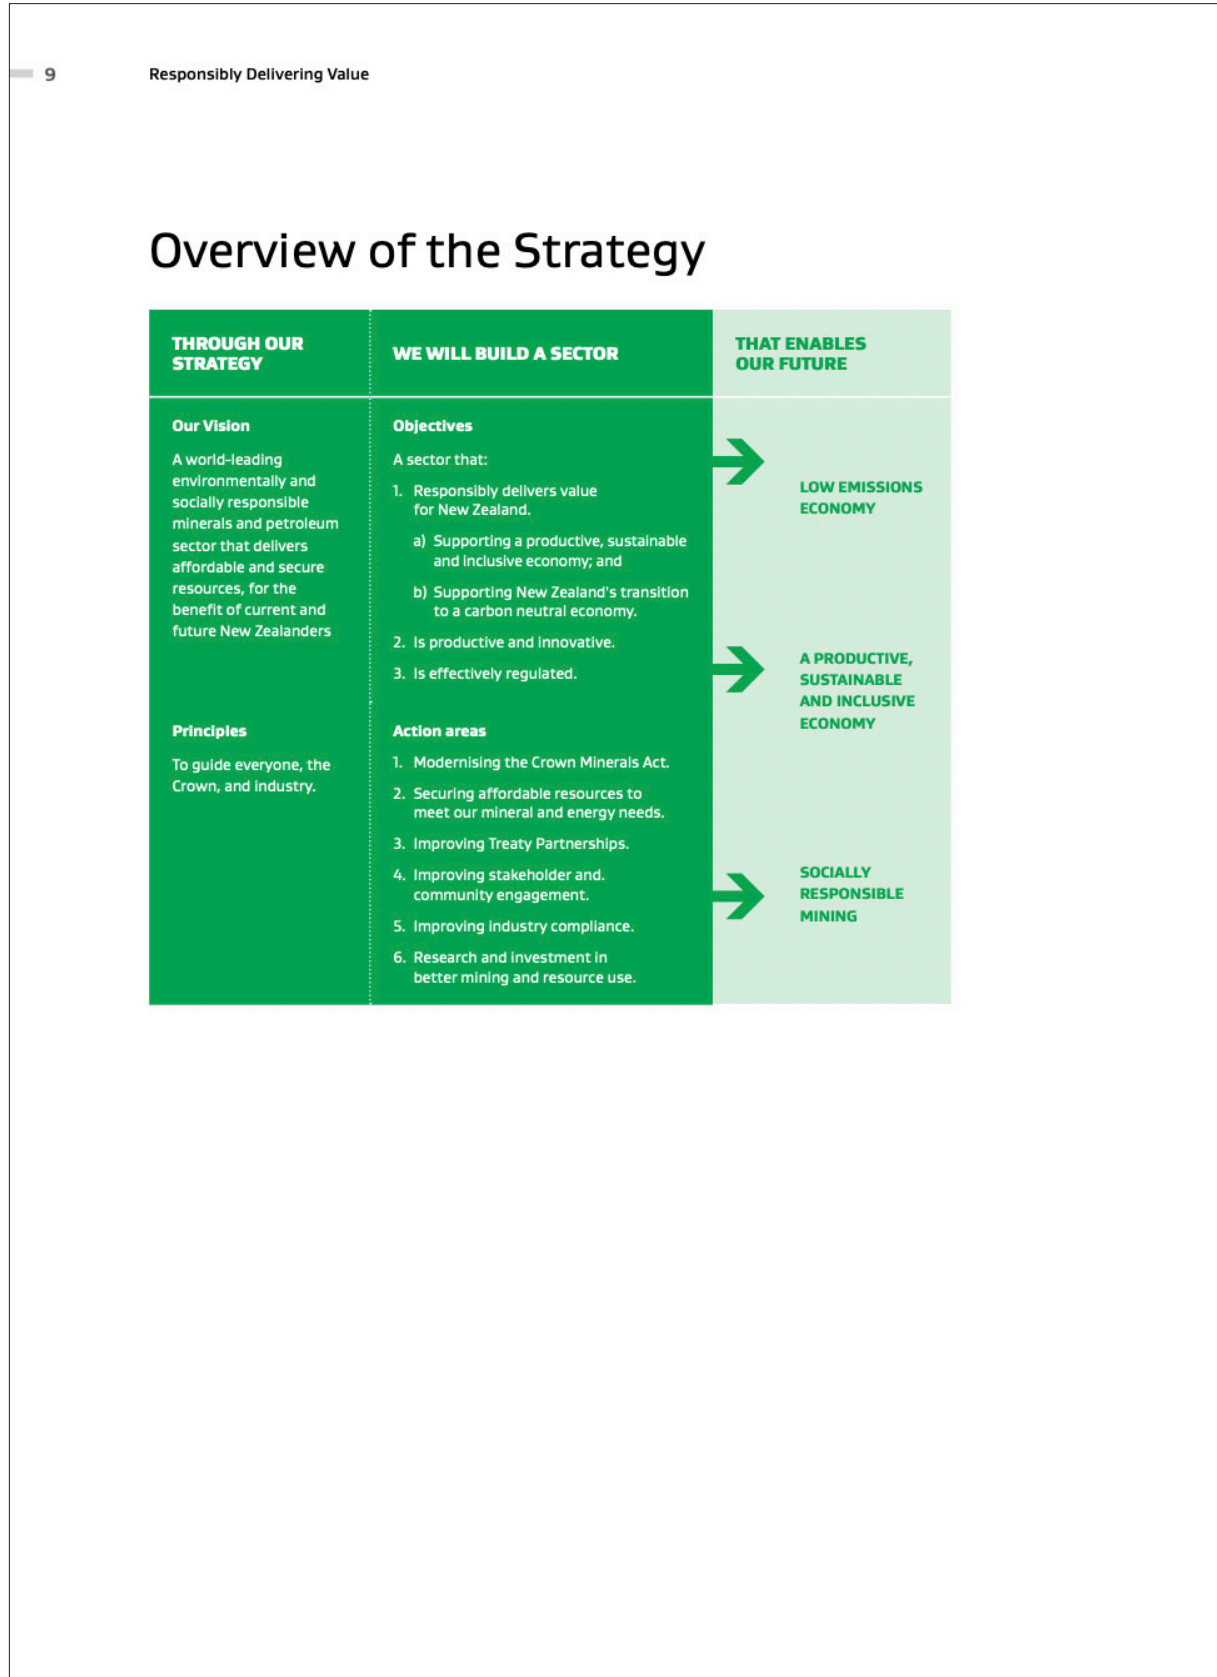 9
Responsibly Delivering Value
Overview of the Strategy
THROUGH OUR
STRATEGY
WE WILL BUILD A SECTOR
THAT ENABLES
OUR FUTURE
Our Vision
A world-leading
environmentally and
socially responsible
minerals and petroleum
sector that delivers
affordable and secure
resources, for the
benefit of current and
future New Zealanders
Objectives
A sector that:
1. Responsibly delivers value
for New Zealand.
a) Supporting a productive, sustainable
and inclusive economy; and
b) Supporting New Zealand's transition
to a carbon neutral economy.
2. Is productive and innovative.
3. Is effectively regulated.
Principles
To guide everyone, the
Crown, and industry.
Action areas
1. Modernising the Crown Minerals Act.
2. Securing affordable resources to
meet our mineral and energy needs.
3. Improving Treaty Partnerships.
4. Improving stakeholder and.
community engagement.
5. Improving industry compliance.
6. Research and investment in
better mining and resource use.
LOW EMISSIONS
ECONOMY
A PRODUCTIVE,
SUSTAINABLE
AND INCLUSIVE
ECONOMY
SOCIALLY
RESPONSIBLE
MINING